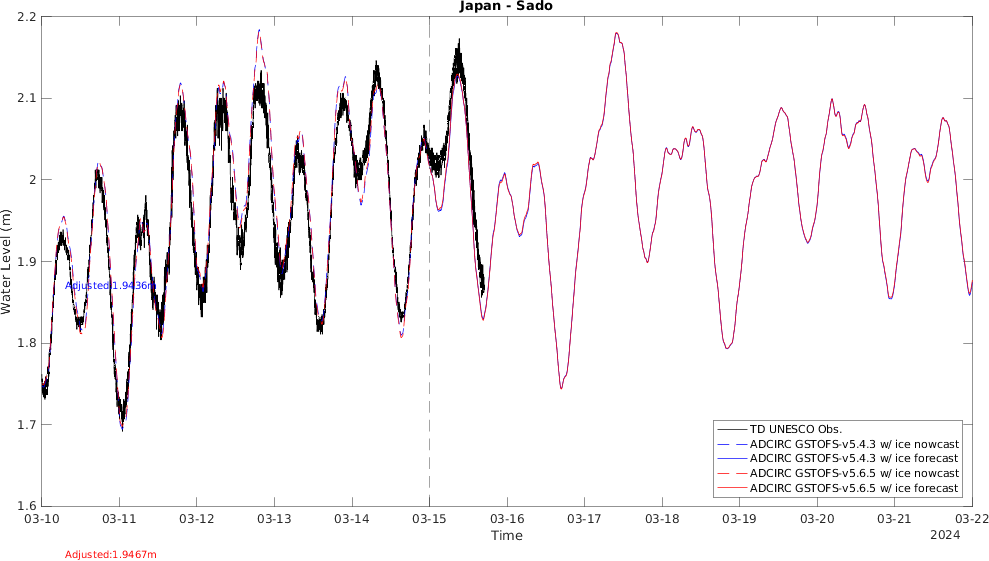 Japan - Sado
2.2
2.1
2
1.9
1.8
1.7
1.6
Water Level (m)
Adjusted:1.9436m
TD UNESCO Obs.
ADCIRC GSTOFS-v5.4.3 w/ ice nowcast
ADCIRC GSTOFS-v5.4.3 w/ ice forecast
ADCIRC GSTOFS-v5.6.5 w/ ice nowcast
ADCIRC GSTOFS-v5.6.5 w/ ice forecast
03-10 03-11 03-12 03-13 03-14 03-15 03-16 03-17 03-18 03-19 03-20 03-21 03-22
Time
2024
Adjusted:1.9467m